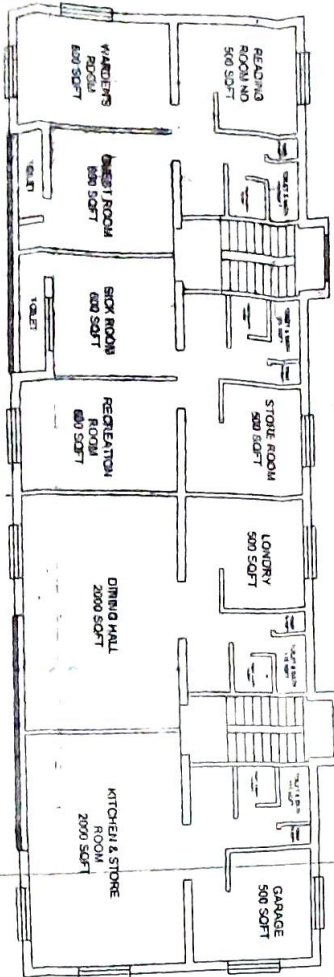 READING
ROOM NO
500 SQFT
WARDEN'S
ROOM
600 SQFT
GUEST ROOM
600 SQFT
TOILET
SICK ROOM
600 SQFT
TOILET
STORE ROOM
500 SQFT
RECREATION
ROOM
600 SQFT
LONDRY
500 SQFT
DINING HALL
2000 SQFT
KITCHEN & STORE
ROOM
2000 SQFT
GARAGE
500 SQFT